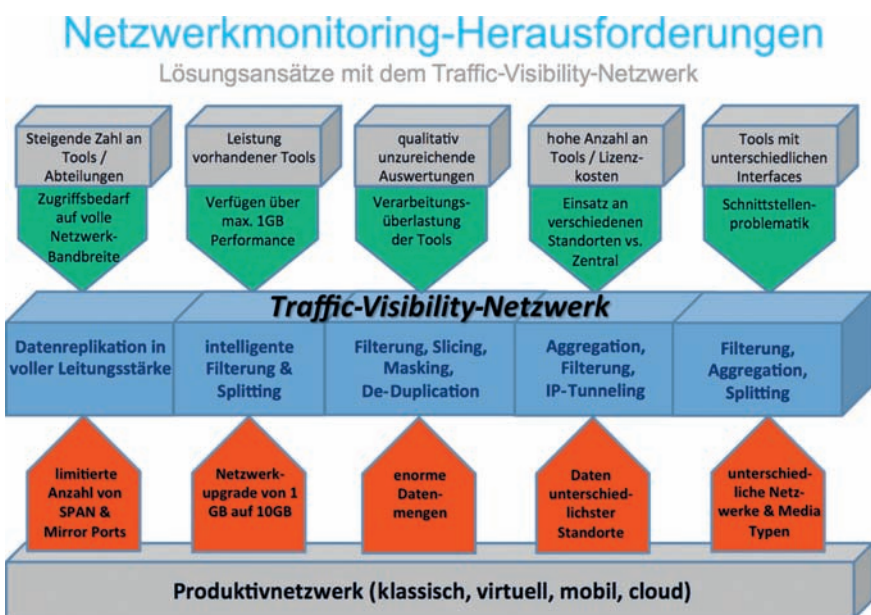 Netzwerkmonitoring-Herausforderungen
Lösungsansätze mit dem Traffic-Visibility-Netzwerk
Steigende Zahl an
Tools /
Abteilungen
Zugriffsbedarf
auf volle
Netzwerk-
Bandbreite
Leistung
vorhandener Tools
Verfügen über
max. 1GB
Performance
qualitativ
unzureichende
Auswertungen
Verarbeitungs-
überlastung
der Tools
hohe Anzahl an
Tools / Lizenz-
kosten
Einsatz an
verschiedenen
Standorten vs.
Zentral
Tools mit
unterschiedlichen
Interfaces
Schnittstellen-
problematik
Traffic-Visibility-Netzwerk
Datenreplikation in
voller Leitungsstärke
intelligente
Filterung &
Splitting
Filterung, Slicing,
Masking,
De-Duplication
Aggregation,
Filterung,
IP-Tunneling
Filterung,
Aggregation,
Splitting
limitierte
Anzahl von
SPAN &
Mirror Ports
Netzwerk-
upgrade von 1
GB auf 10GB
enorme
Daten-
mengen
Daten
unterschied-
lichster
Standorte
unterschied-
liche Netz-
werke & Media
Typen
Produktivnetzwerk (klassisch, virtuell, mobil, cloud)